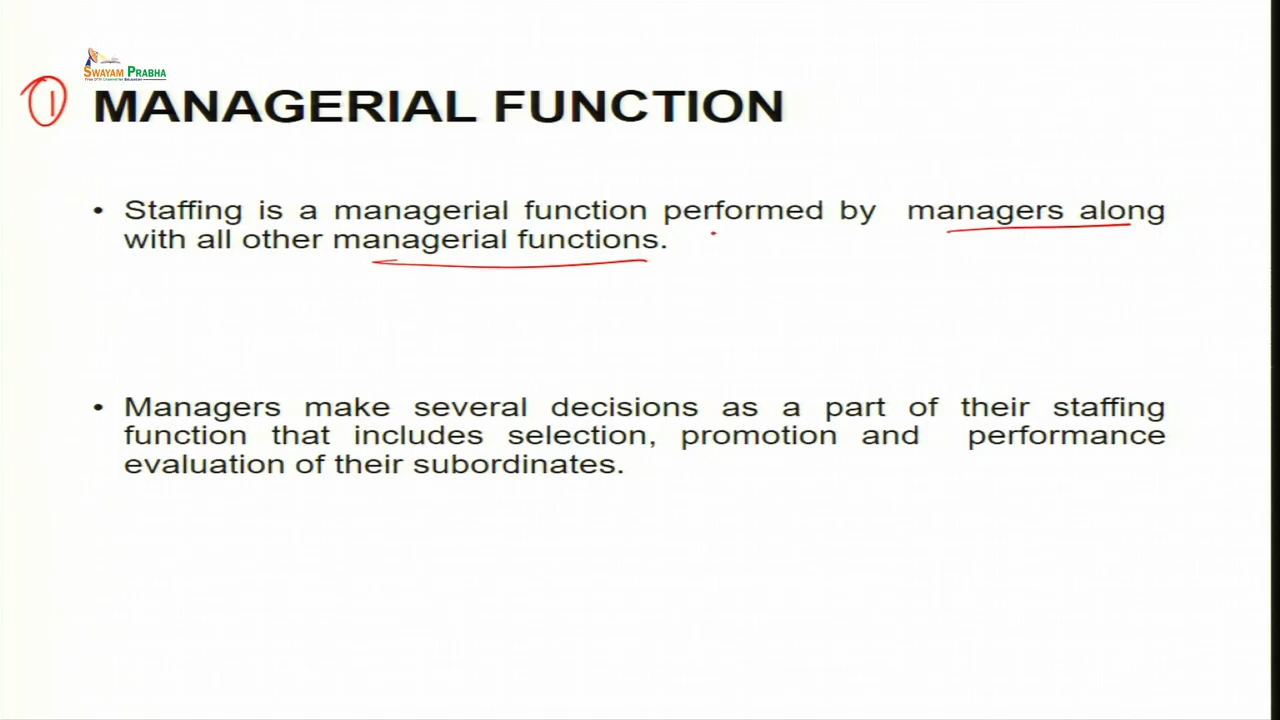 SWAYAM PRABHA
1 MANAGERIAL FUNCTION
• Staffing is a managerial function performed by managers along
with all other managerial functions.
• Managers make several decisions as a part of their staffing
function that includes selection, promotion and performance
evaluation of their subordinates.